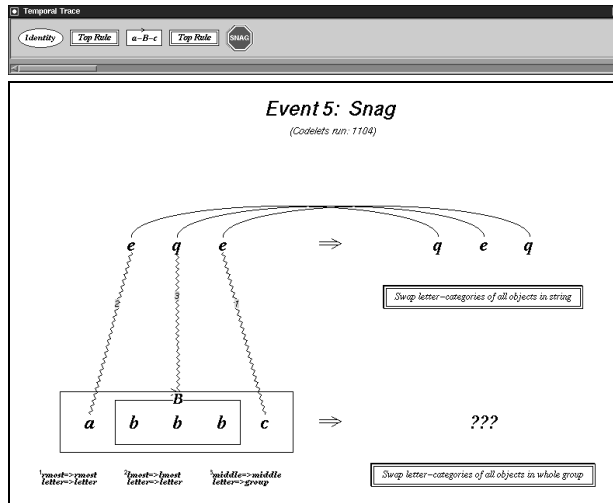 Temporal Trace
Identity Top Rule a-B-c Top Rule SNAG
Event 5: Snag
(Codelets run: 1104)
e q e ⇒ q e q
2 3 1
Swap letter-categories of all objects in string
B
a b b b c ⇒ ???
1rmost=>rmost 2lmost=>lmost 3middle=>middle
letter=>letter letter=>letter letter=>group
Swap letter-categories of all objects in whole group